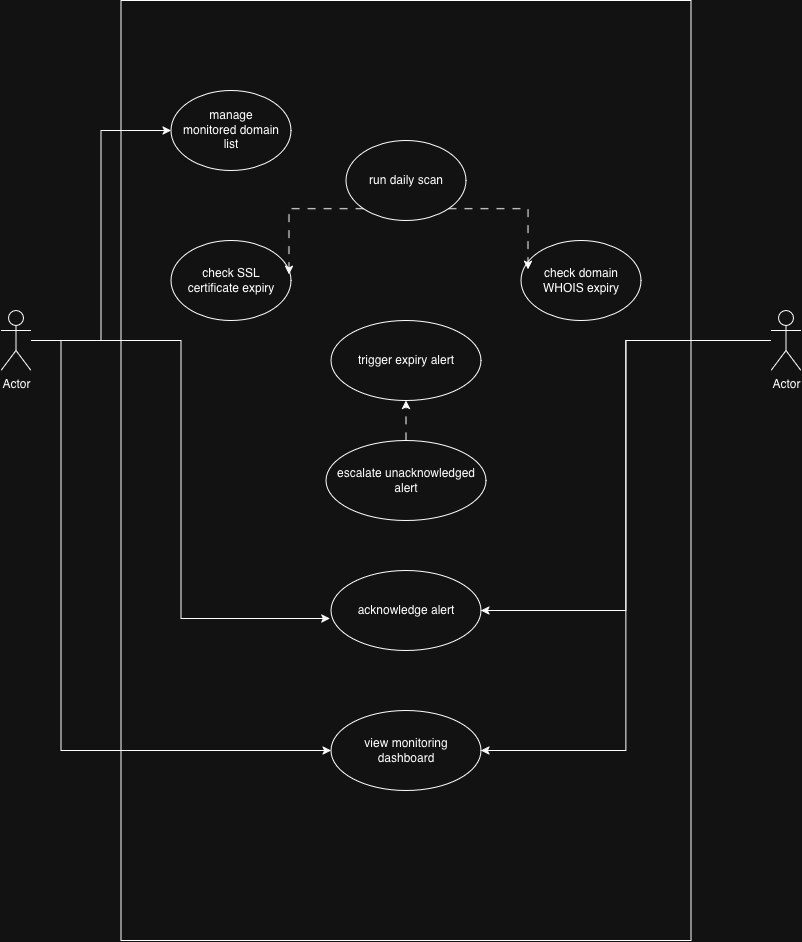 manage
monitored domain
list
run daily scan
check SSL
certificate expiry
check domain
WHOIS expiry
trigger expiry alert
Actor
Actor
escalate unacknowledged
alert
acknowledge alert
view monitoring
dashboard